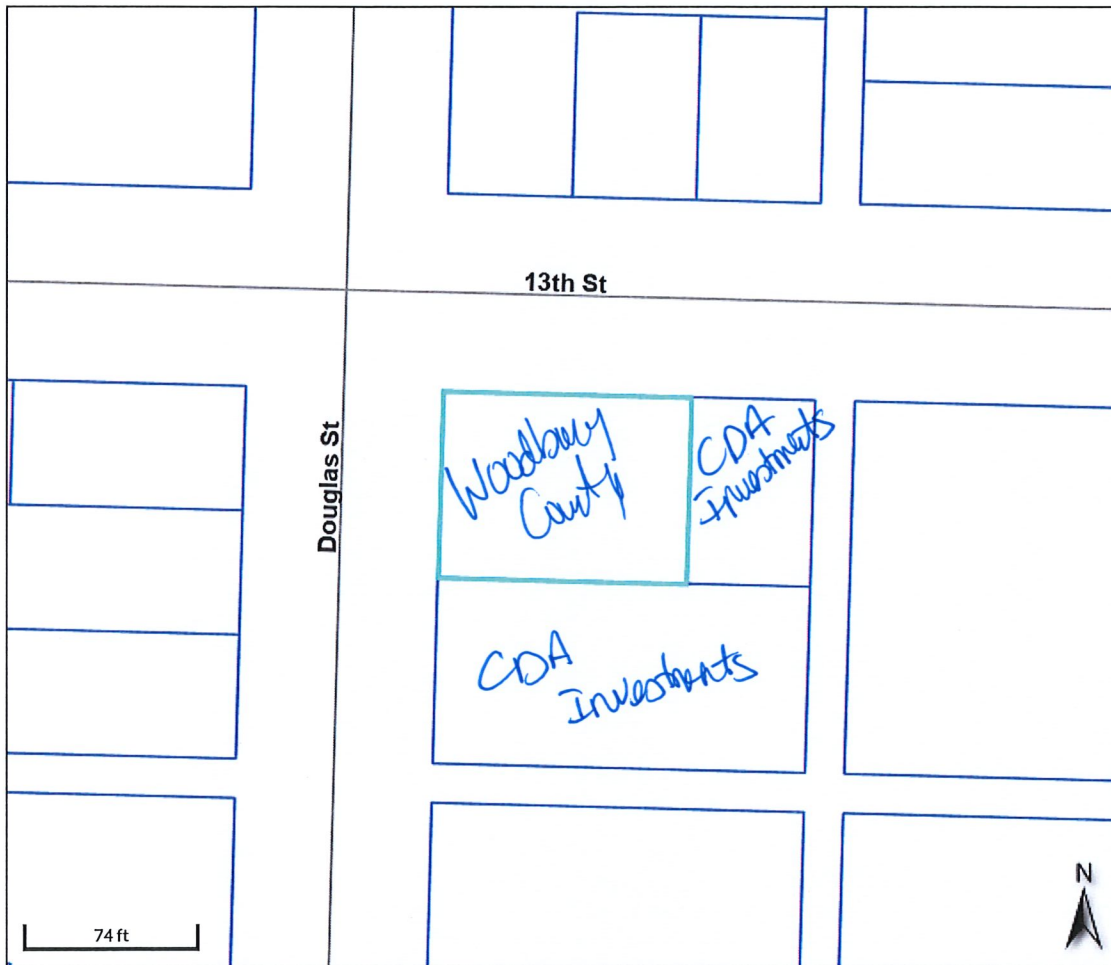 13th St
Douglas St
Woodbury
County
CDA
Investments
CDA
Investments
74 ft
N